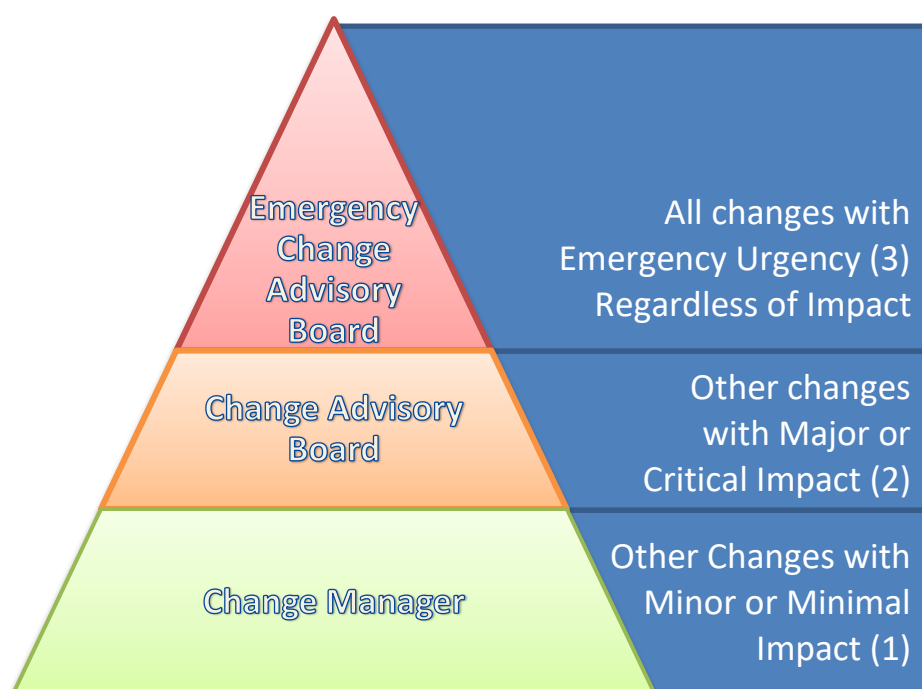 Emergency
Change
Advisory
Board
All changes with
Emergency Urgency (3)
Regardless of Impact
Change Advisory
Board
Other changes
with Major or
Critical Impact (2)
Change Manager
Other Changes with
Minor or Minimal
Impact (1)